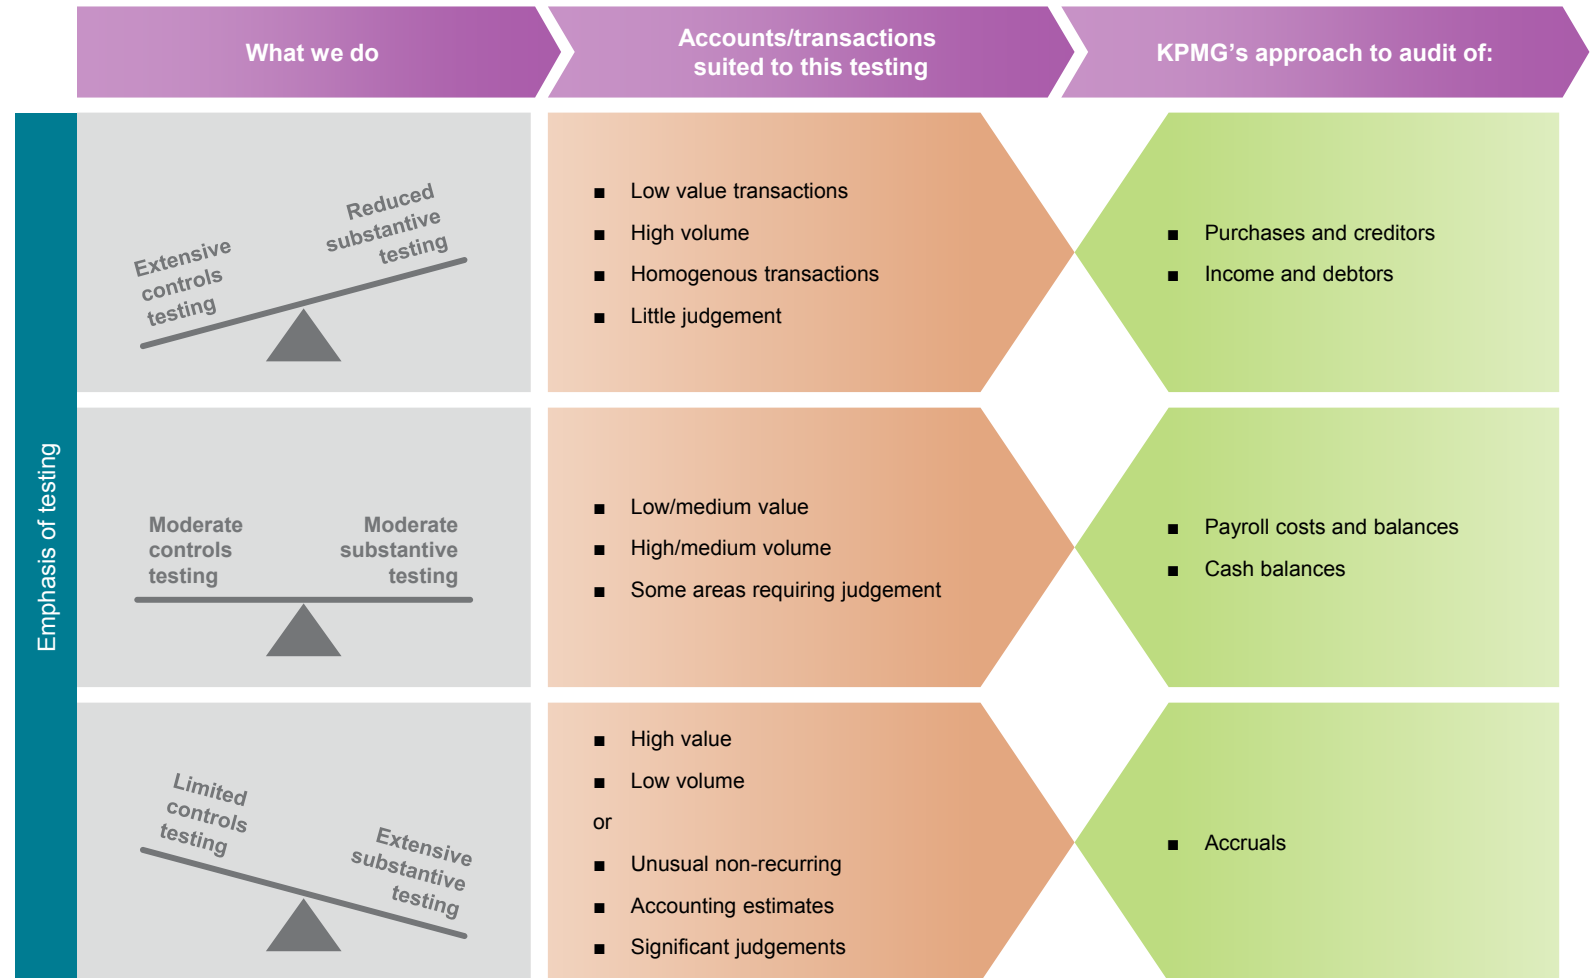 What we do
Accounts/transactions
suited to this testing
KPMG's approach to audit of:
Emphasis of testing
Extensive
controls
testing
Reduced
substantive
testing
■ Low value transactions
■ High volume
■ Homogenous transactions
■ Little judgement
■ Purchases and creditors
■ Income and debtors
Moderate
controls
testing
Moderate
substantive
testing
■ Low/medium value
■ High/medium volume
■ Some areas requiring judgement
■ Payroll costs and balances
■ Cash balances
Limited
controls
testing
Extensive
substantive
testing
■ High value
■ Low volume
or
■ Unusual non-recurring
■ Accounting estimates
■ Significant judgements
■ Accruals